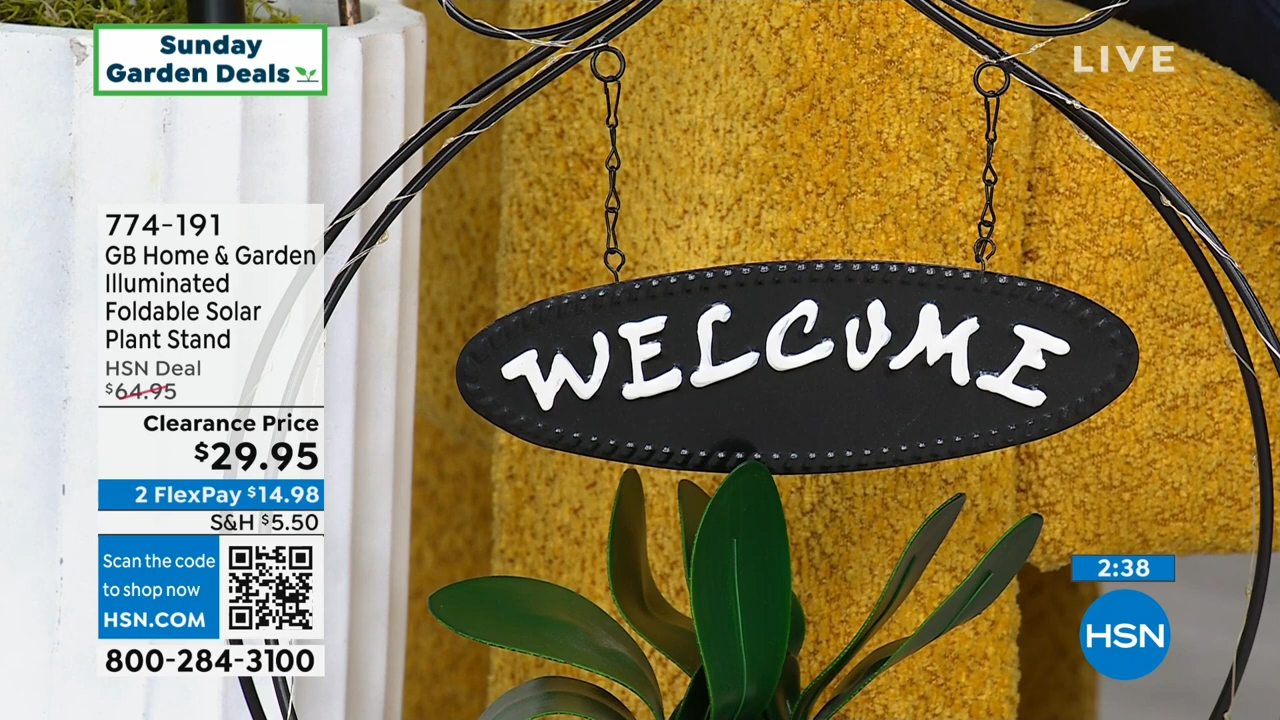 Sunday
Garden Deals
LIVE
774-191
GB Home & Garden
Illuminated
Foldable Solar
Plant Stand
HSN Deal
$64.95
Clearance Price
$29.95
2 FlexPay $14.98
S&H $5.50
Scan the code
to shop now
HSN.COM
800-284-3100
WELCOME
2:38
HSN